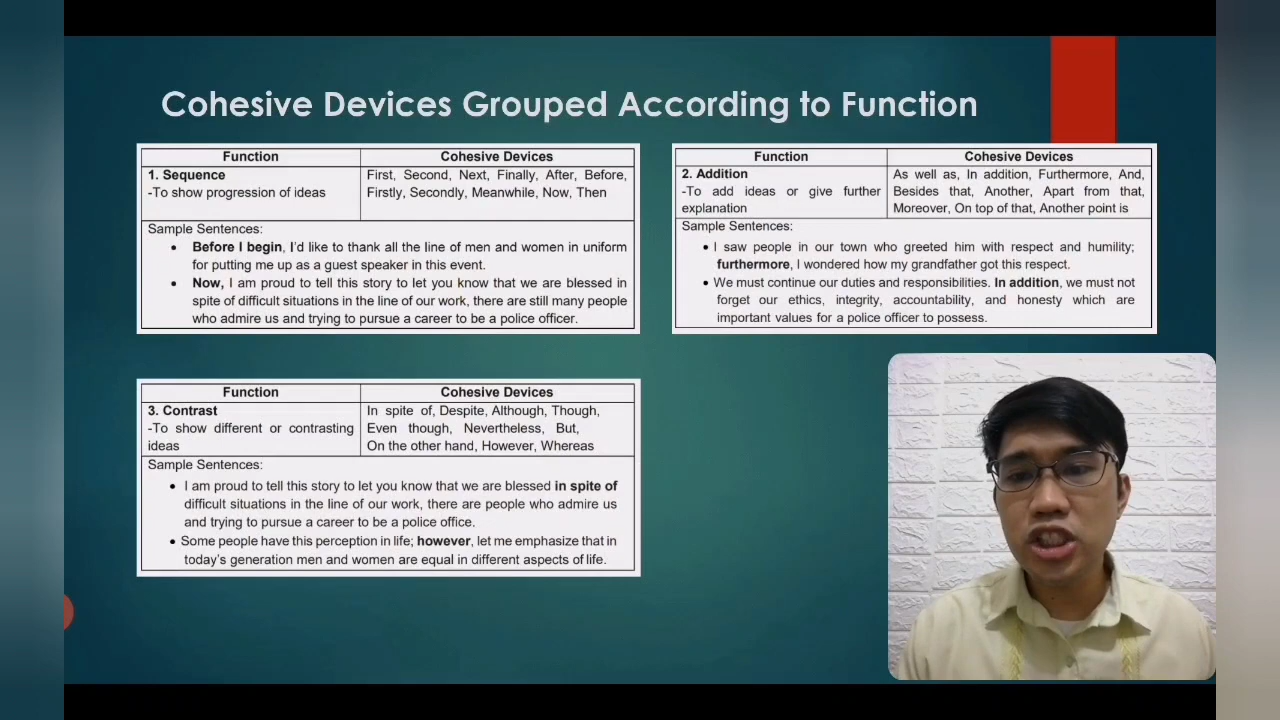 Cohesive Devices Grouped According to Function
Function
Cohesive Devices
1. Sequence
-To show progression of ideas
First, Second, Next, Finally, After, Before,
Firstly, Secondly, Meanwhile, Now, Then
Sample Sentences:
• Before I begin, I'd like to thank all the line of men and women in uniform
for putting me up as a guest speaker in this event.
• Now, I am proud to tell this story to let you know that we are blessed in
spite of difficult situations in the line of our work, there are still many people
who admire us and trying to pursue a career to be a police officer.
Function
Cohesive Devices
2. Addition
-To add ideas or give further
explanation
As well as, In addition, Furthermore, And,
Besides that, Another, Apart from that,
Moreover, On top of that, Another point is
Sample Sentences:
• I saw people in our town who greeted him with respect and humility;
furthermore, I wondered how my grandfather got this respect.
• We must continue our duties and responsibilities. In addition, we must not
forget our ethics, integrity, accountability, and honesty which are
important values for a police officer to possess.
Function
Cohesive Devices
3. Contrast
-To show different or contrasting
ideas
In spite of, Despite, Although, Though,
Even though, Nevertheless, But,
On the other hand, However, Whereas
Sample Sentences:
• I am proud to tell this story to let you know that we are blessed in spite of
difficult situations in the line of our work, there are people who admire us
and trying to pursue a career to be a police office.
• Some people have this perception in life; however, let me emphasize that in
today's generation men and women are equal in different aspects of life.